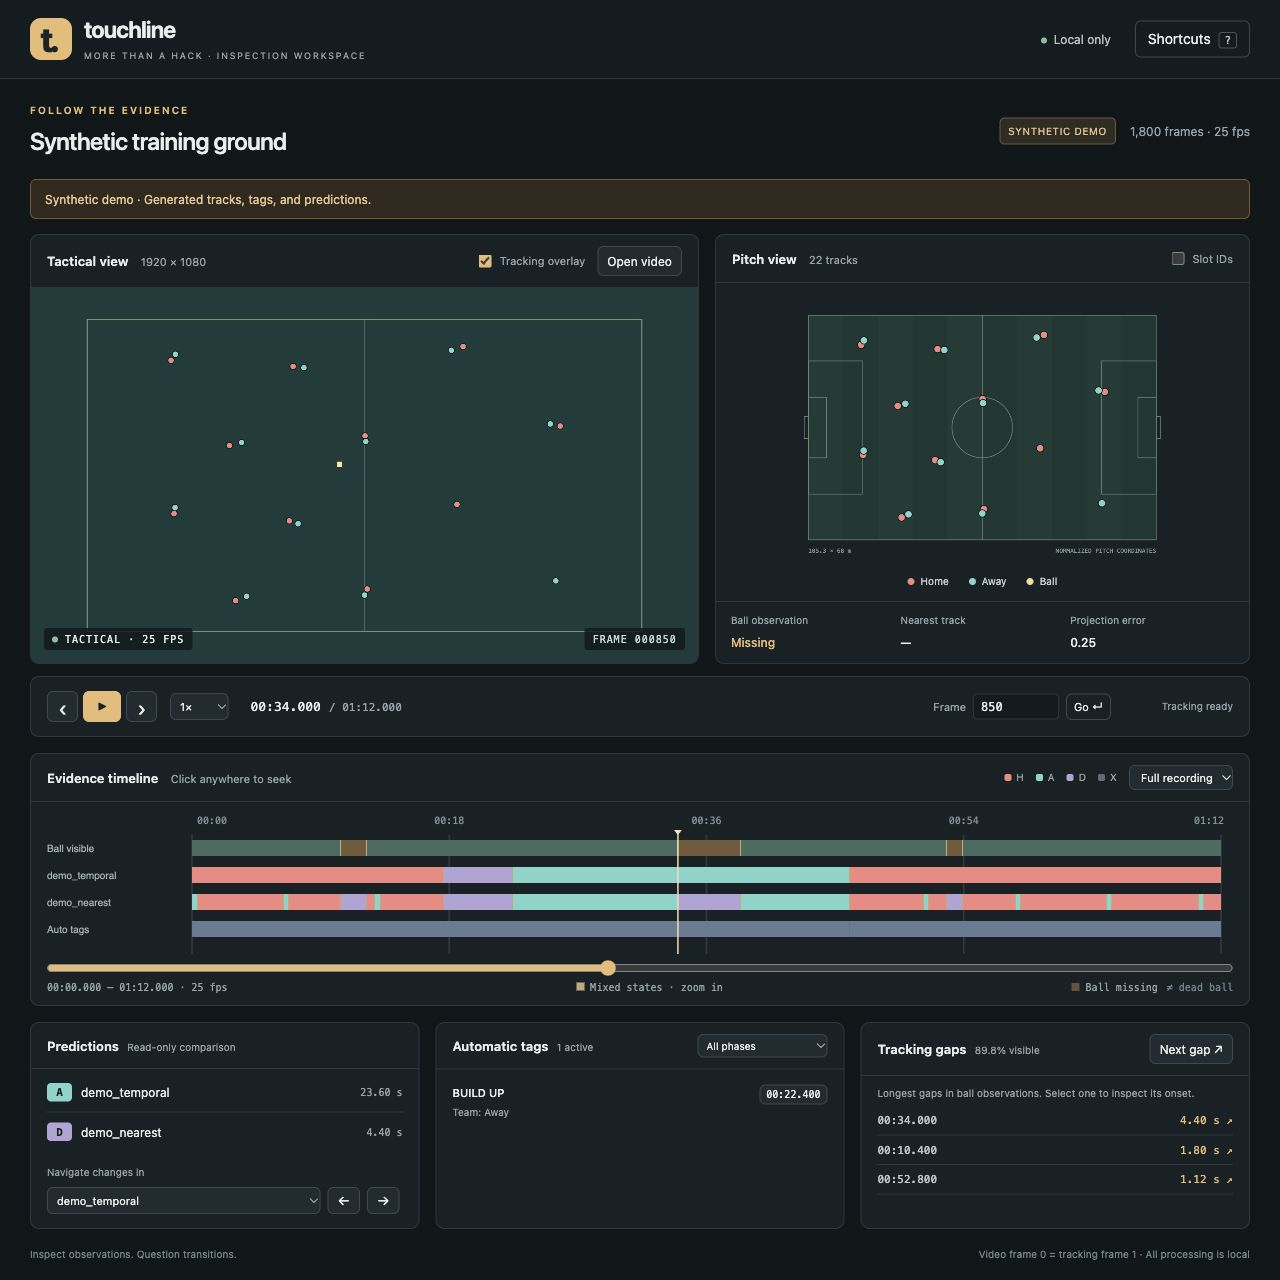 t.
touchline
MORE THAN A HACK · INSPECTION WORKSPACE
Local only
Shortcuts ?
FOLLOW THE EVIDENCE
Synthetic training ground
SYNTHETIC DEMO
1,800 frames · 25 fps
Synthetic demo · Generated tracks, tags, and predictions.
Tactical view 1920 × 1080
Tracking overlay
Open video
TACTICAL · 25 FPS
FRAME 000850
Pitch view 22 tracks
Slot IDs
105.3 × 68 m
NORMALIZED PITCH COORDINATES
Home Away Ball
Ball observation
Missing
Nearest track
—
Projection error
0.25
‹ ▶ ›
1×
00:34.000 / 01:12.000
Frame 850 Go ↵
Tracking ready
Evidence timeline Click anywhere to seek
H A D X
Full recording
00:00 00:18 00:36 00:54 01:12
Ball visible
demo_temporal
demo_nearest
Auto tags
00:00.000 — 01:12.000 · 25 fps
Mixed states · zoom in
Ball missing ≠ dead ball
Predictions Read-only comparison
A demo_temporal 23.60 s
D demo_nearest 4.40 s
Navigate changes in
demo_temporal ← →
Automatic tags 1 active
All phases
BUILD UP 00:22.400
Team: Away
Tracking gaps 89.8% visible
Next gap ↗
Longest gaps in ball observations. Select one to inspect its onset.
00:34.000 4.40 s ↗
00:10.400 1.80 s ↗
00:52.800 1.12 s ↗
Inspect observations. Question transitions.
Video frame 0 = tracking frame 1 · All processing is local